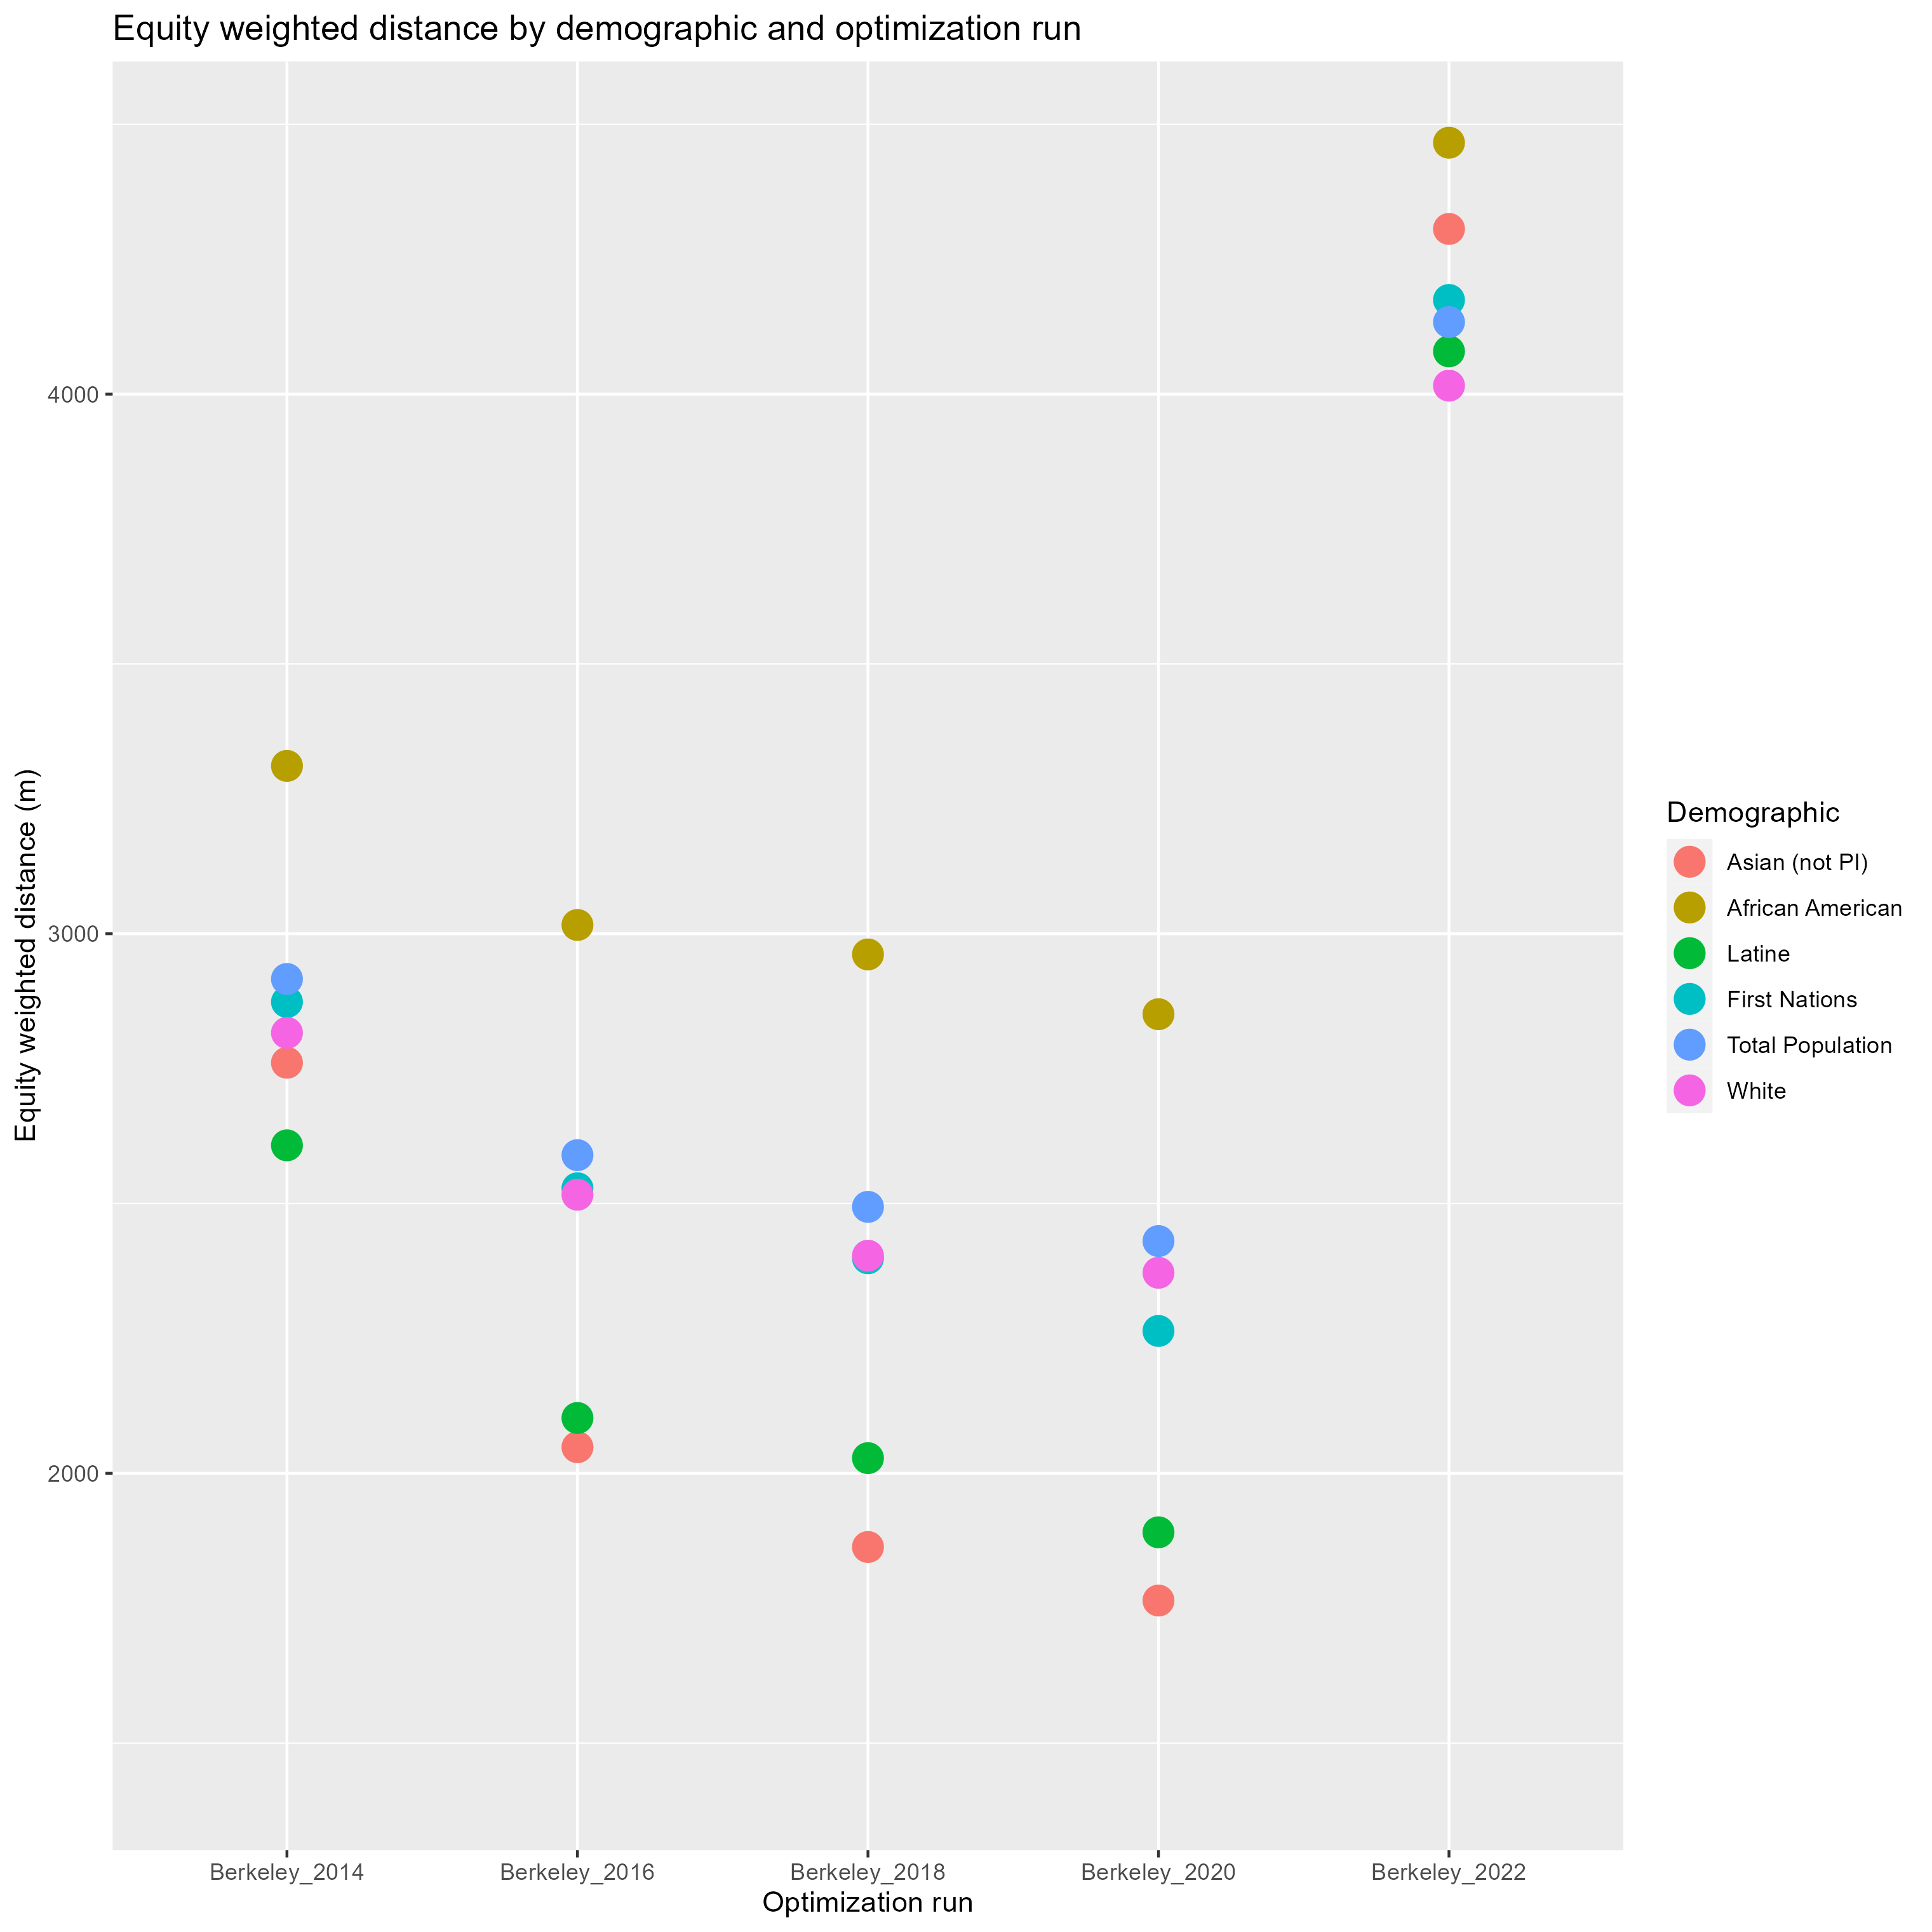 Equity weighted distance by demographic and optimization run
Equity weighted distance (m)
4000
3000
2000
Berkeley_2014
Berkeley_2016
Berkeley_2018
Berkeley_2020
Berkeley_2022
Optimization run
Demographic
Asian (not PI)
African American
Latine
First Nations
Total Population
White